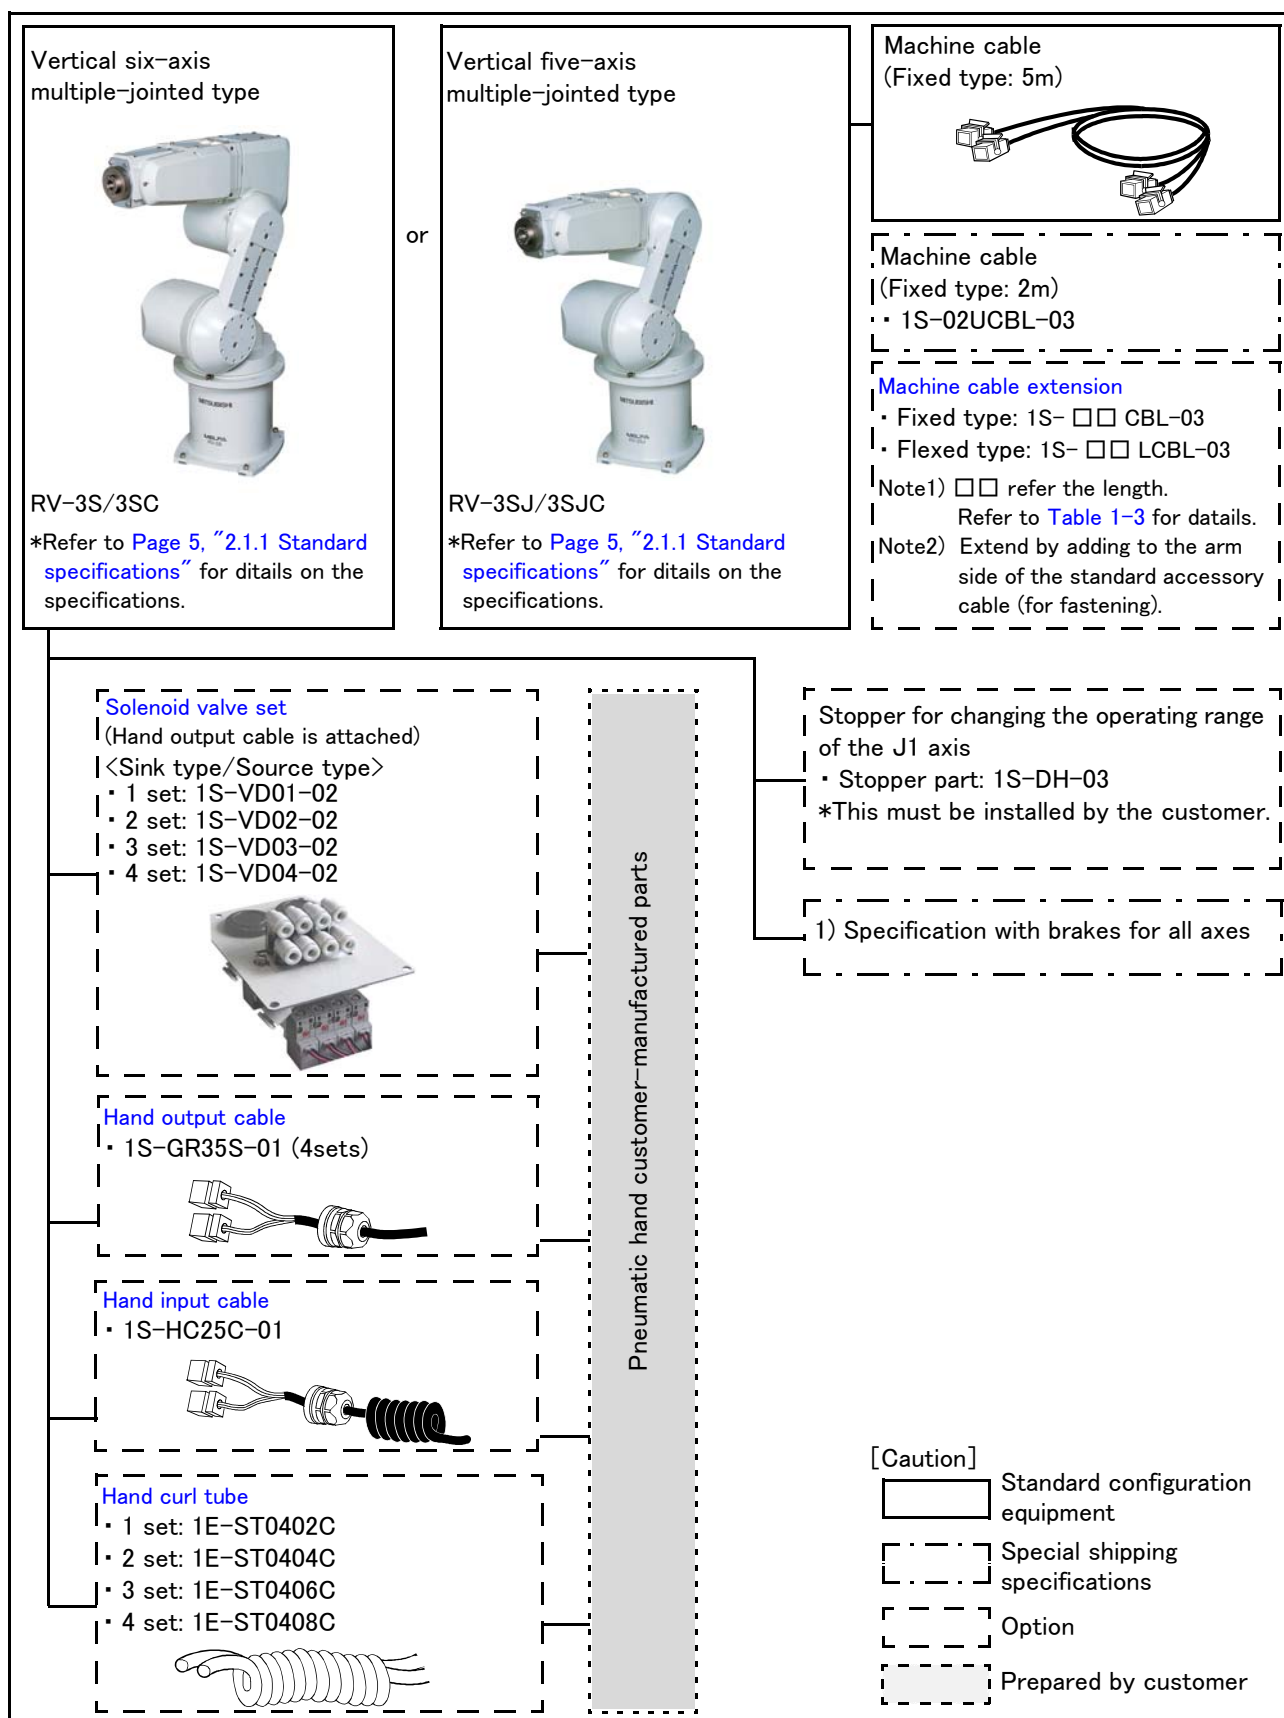 Vertical six-axis
multiple-jointed type
MITSUBISHI
MELFA
RV-3S/3SC
*Refer to Page 5, "2.1.1 Standard
specifications" for ditails on the
specifications.
or
Vertical five-axis
multiple-jointed type
MITSUBISHI
MELFA
RV-3SJ/3SJC
*Refer to Page 5, "2.1.1 Standard
specifications" for ditails on the
specifications.
Machine cable
(Fixed type: 5m)
Machine cable
(Fixed type: 2m)
・ 1S-02UCBL-03
Machine cable extension
・ Fixed type: 1S- □□ CBL-03
・ Flexed type: 1S- □□ LCBL-03
Note1) □□ refer the length.
Refer to Table 1-3 for datails.
Note2) Extend by adding to the arm
side of the standard accessory
cable (for fastening).
Solenoid valve set
(Hand output cable is attached)
<Sink type/Source type>
・ 1 set: 1S-VD01-02
・ 2 set: 1S-VD02-02
・ 3 set: 1S-VD03-02
・ 4 set: 1S-VD04-02
Hand output cable
・ 1S-GR35S-01 (4sets)
Hand input cable
・ 1S-HC25C-01
Hand curl tube
・ 1 set: 1E-ST0402C
・ 2 set: 1E-ST0404C
・ 3 set: 1E-ST0406C
・ 4 set: 1E-ST0408C
Pneumatic hand customer-manufactured parts
Stopper for changing the operating range
of the J1 axis
・ Stopper part: 1S-DH-03
*This must be installed by the customer.
1) Specification with brakes for all axes
[Caution]
Standard configuration
equipment
Special shipping
specifications
Option
Prepared by customer